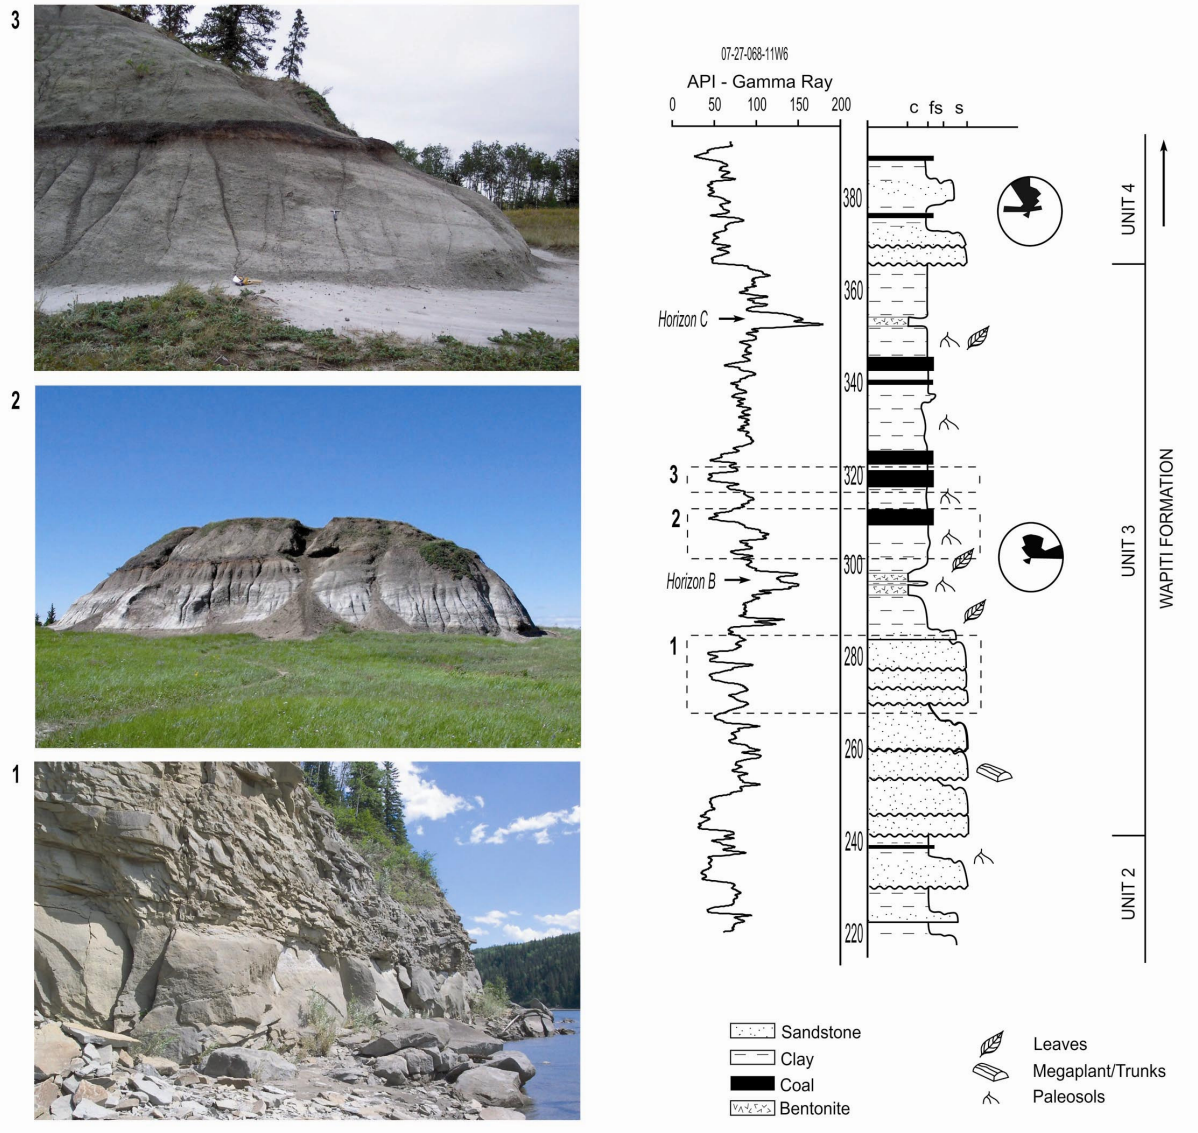 3
2
1
07-27-068-11W6
API - Gamma Ray
0 50 100 150 200
c fs s
380
360
Horizon C
340
3
320
2
300
Horizon B
1
280
260
240
220
UNIT 4
UNIT 3
UNIT 2
WAPITI FORMATION
Sandstone
Clay
Coal
Bentonite
Leaves
Megaplant/Trunks
Paleosols